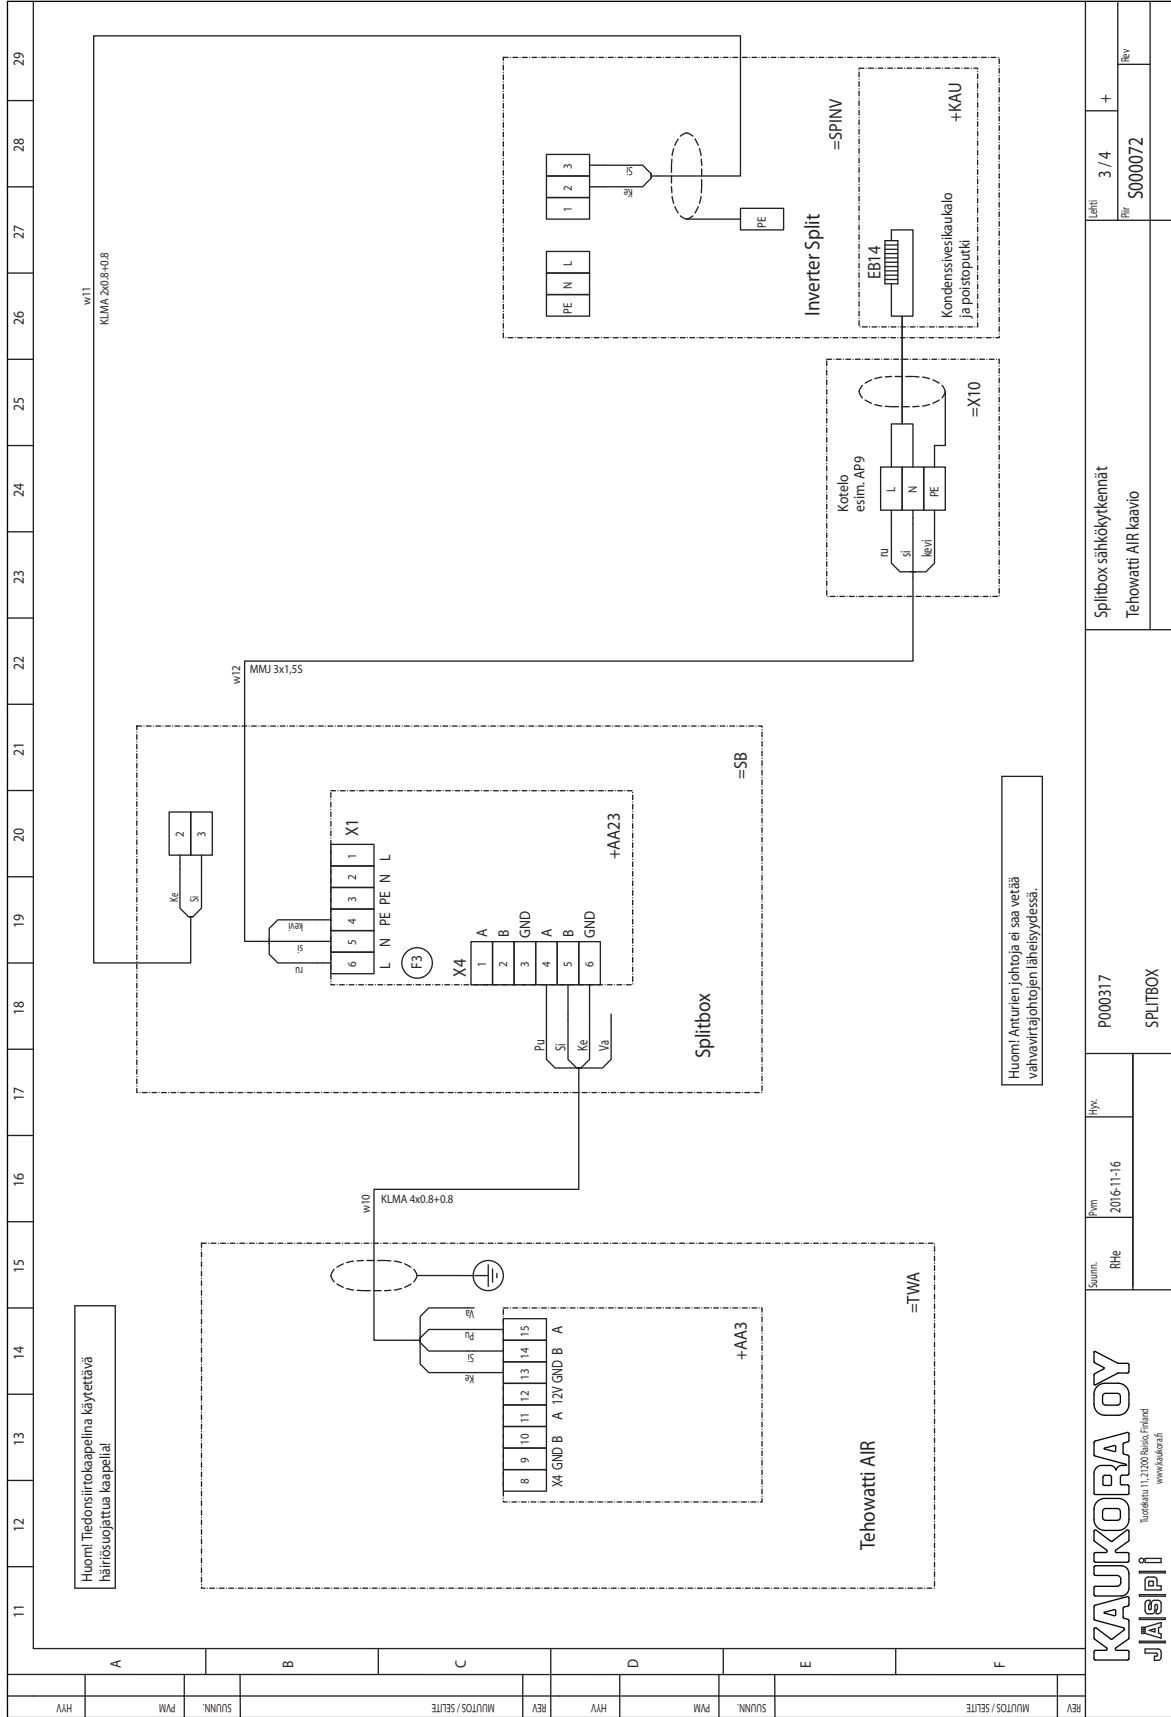 11 12 13 14 15 16 17 18 19 20 21 22 23 24 25 26 27 28 29
A
B
C
D
E
F
Huom! Tiedonsiirtokaapelina käytettävä
häiriösuojattua kaapelia!
w11
KLMA 2x0.8+0.8
w10
KLMA 4x0.8+0.8
w12
MMJ 3x1,5S
Tehowatti AIR
=TWA
+AA3
8 9 10 11 12 13 14 15
X4 GND B A 12V GND B A
Ke
Si
Pu
Va
Splitbox
=SB
+AA23
2
3
Ke
Si
X1
6 5 4 3 2 1
L N PE PE N L
ru
si
kevi
F3
X4
1 A
2 B
3 GND
4 A
5 B
6 GND
Pu
Si
Ke
Va
Kotelo
esim. AP9
L
N
PE
ru
si
kevi
=X10
Inverter Split
=SPINV
PE N L
1 2 3
Ke
Si
PE
EB14
Kondenssivesikaukalo
ja poistoputki
+KAU
Huom! Anturien johtoja ei saa vetää
vahvavirtajohtojen läheisyydessä.
REV
MUUTOS / SELITE
SUUNN.
PVM
HYV
REV
MUUTOS / SELITE
SUUNN.
PVM
HYV
KAUKORA OY
JÄSPI
Tuotekatu 11, 21200 Raisio, Finland
www.kaukora.fi
Suunn.
RHe
Pvm
2016-11-16
Hyv.
P000317
SPLITBOX
Splitbox sähkökytkennät
Tehowatti AIR kaavio
Lehti
3 / 4
+
Piir
S000072
Rev